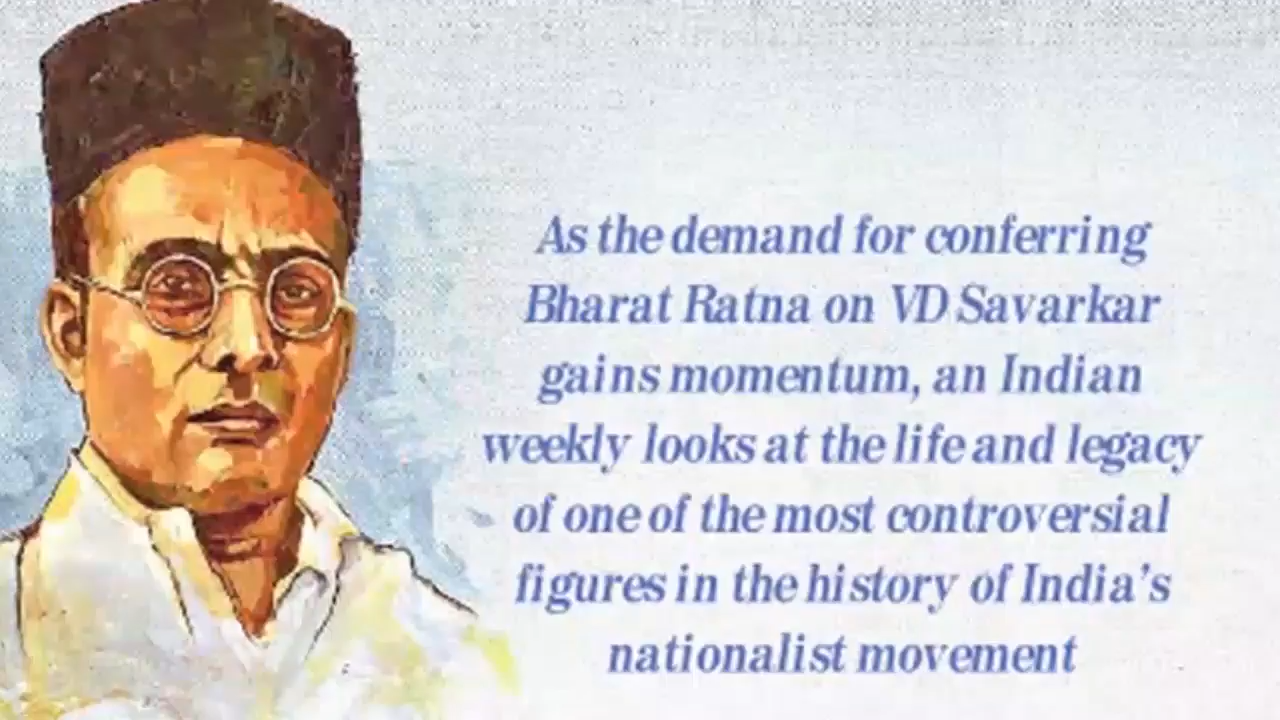 As the demand for conferring
Bharat Ratna on VD Savarkar
gains momentum, an Indian
weekly looks at the life and legacy
of one of the most controversial
figures in the history of India's
nationalist movement